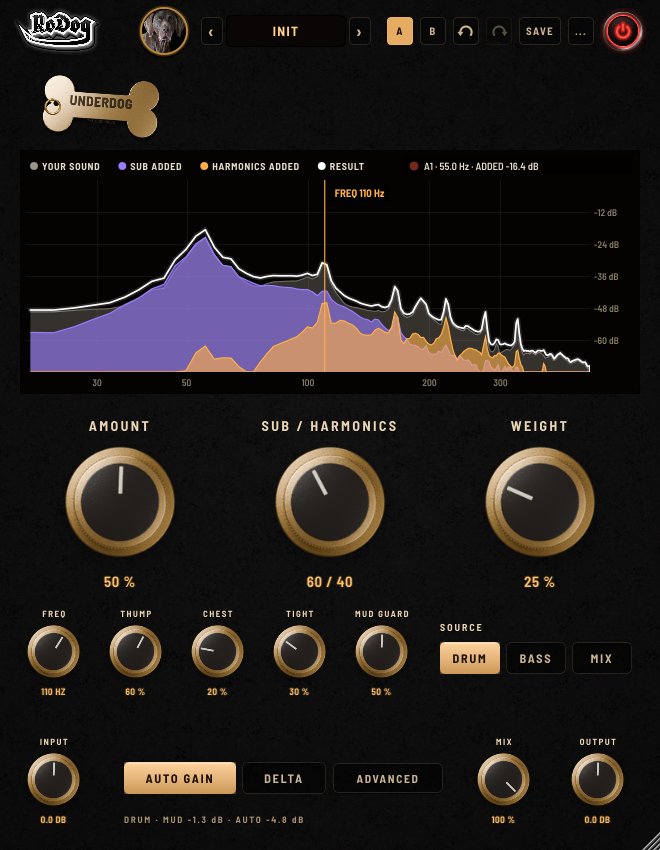 RoDog
‹ INIT › A B SAVE ...
UNDERDOG
YOUR SOUND SUB ADDED HARMONICS ADDED RESULT A1 · 55.0 Hz · ADDED -16.4 dB
FREQ 110 Hz
-12 dB
-24 dB
-36 dB
-48 dB
-60 dB
30 50 100 200 300
AMOUNT SUB / HARMONICS WEIGHT
50 % 60 / 40 25 %
FREQ THUMP CHEST TIGHT MUD GUARD
SOURCE
DRUM BASS MIX
110 HZ 60 % 20 % 30 % 50 %
INPUT MIX OUTPUT
AUTO GAIN DELTA ADVANCED
0.0 DB DRUM · MUD -1.3 dB · AUTO -4.8 dB 100 % 0.0 DB